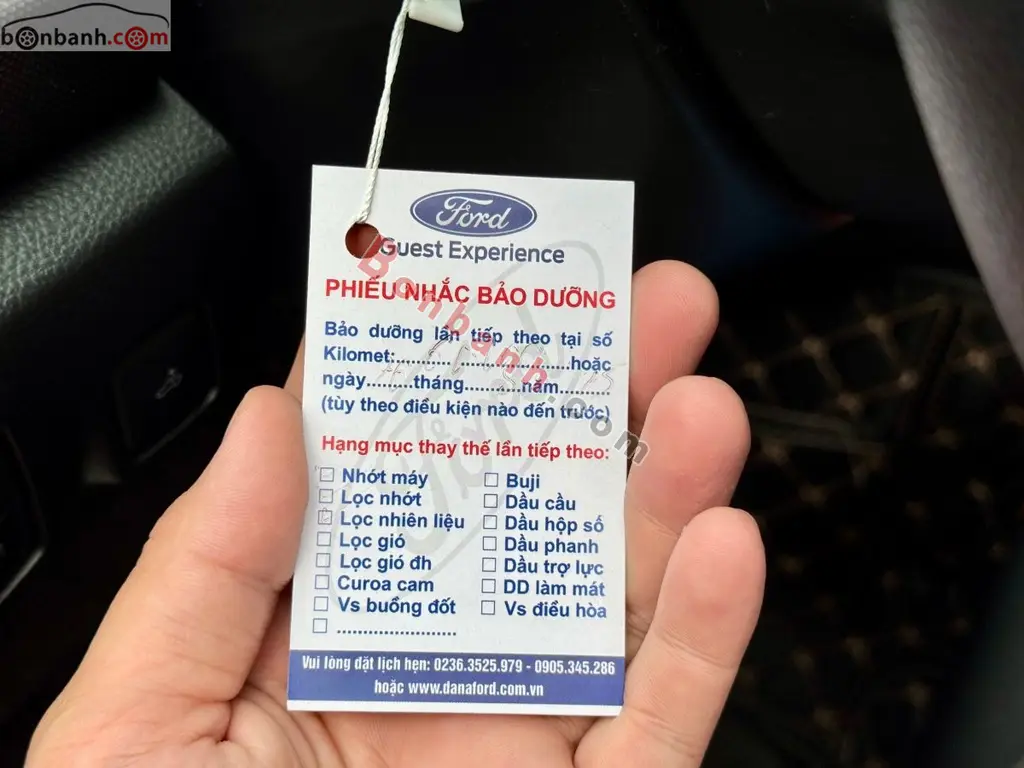 bonbanh.com
Ford
Guest Experience
PHIẾU NHẮC BẢO DƯỠNG
Bảo dưỡng lần tiếp theo tại số
Kilomet:..............................hoặc
ngày.........tháng...........năm..........
(tùy theo điều kiện nào đến trước)
Hạng mục thay thế lần tiếp theo:
Nhớt máy
Lọc nhớt
Lọc nhiên liệu
Lọc gió
Lọc gió đh
Curoa cam
Vs buồng đốt
.......................
Buji
Dầu cầu
Dầu hộp số
Dầu phanh
Dầu trợ lực
DD làm mát
Vs điều hòa
Vui lòng đặt lịch hẹn: 0236.3525.979 - 0905.345.286
hoặc www.danaford.com.vn
Bonbanh.com